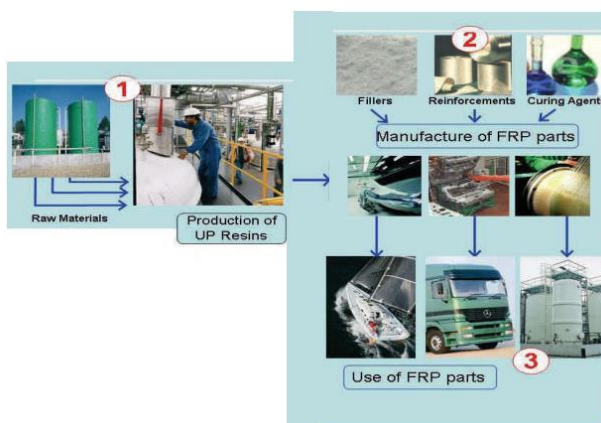 1
Raw Materials
Production of
UP Resins
2
Fillers
Reinforcements
Curing Agent
Manufacture of FRP parts
3
Use of FRP parts